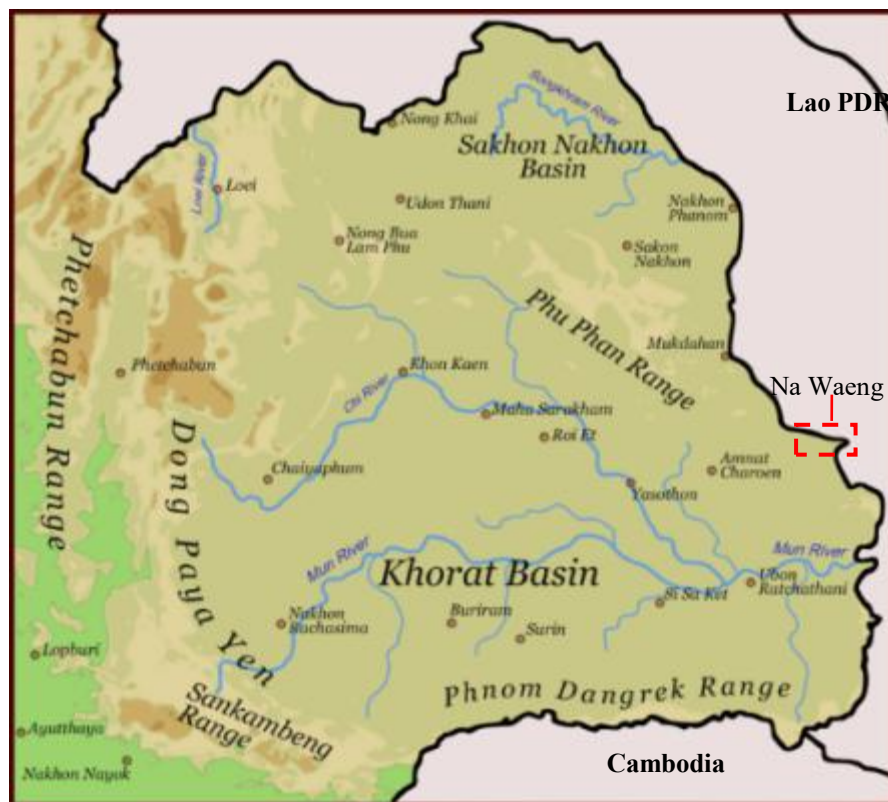 Songkhram River
Lao PDR
Nong Khai
Sakhon Nakhon
Basin
Loei River
Loei
Udon Thani
Nakhon
Phanom
Nong Bua
Lam Phu
Sakon
Nakhon
Phetchabun Range
Phu Phan Range
Mukdahan
Phetchabun
Khon Kaen
Chi River
Na Waeng
Maha Sarakham
Roi Et
Dong Paya Yen
Chaiyaphum
Amnat
Charoen
Yasothon
Mun River
Mun River
Khorat Basin
Ubon
Ratchathani
Si Sa Ket
Nakhon
Rachasima
Buriram
Surin
Lopburi
Sankambeng
Range
Phnom Dangrek Range
Ayutthaya
Nakhon Nayok
Cambodia